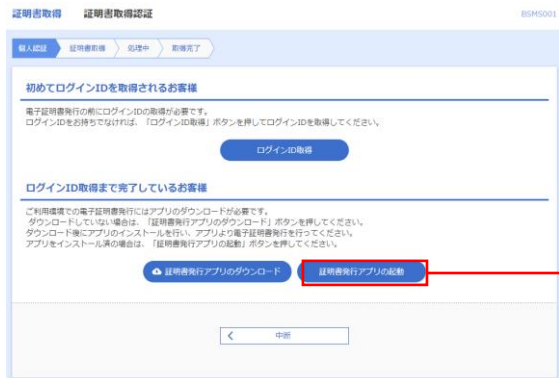 証明書取得 証明書取得認証 BSMS001
個人認証 証明書取得 処理中 取得完了
初めてログインIDを取得されるお客様
電子証明書発行の前にログインIDの取得が必要です。
ログインIDをお持ちでなければ、「ログインID取得」ボタンを押してログインIDを取得してください。
ログインID取得
ログインID取得まで完了しているお客様
ご利用環境での電子証明書発行にはアプリのダウンロードが必要です。
ダウンロードしていない場合は、「証明書発行アプリのダウンロード」ボタンを押してください。
ダウンロード後にアプリのインストールを行い、アプリより電子証明書発行を行ってください。
アプリをインストール済の場合は、「証明書発行アプリの起動」ボタンを押してください。
証明書発行アプリのダウンロード 証明書発行アプリの起動
中断